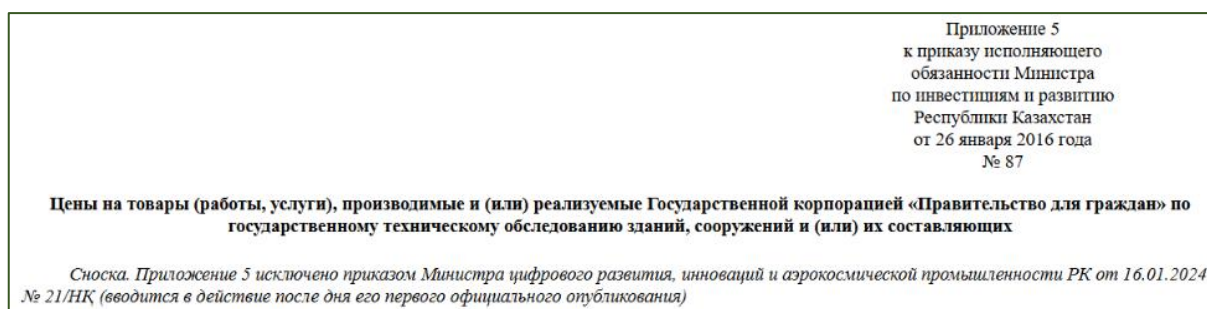 Приложение 5
к приказу исполняющего
обязанности Министра
по инвестициям и развитию
Республики Казахстан
от 26 января 2016 года
№ 87
Цены на товары (работы, услуги), производимые и (или) реализуемые Государственной корпорацией «Правительство для граждан» по
государственному техническому обследованию зданий, сооружений и (или) их составляющих
Сноска. Приложение 5 исключено приказом Министра цифрового развития, инноваций и аэрокосмической промышленности РК от 16.01.2024
№ 21/НҚ (вводится в действие после дня его первого официального опубликования)